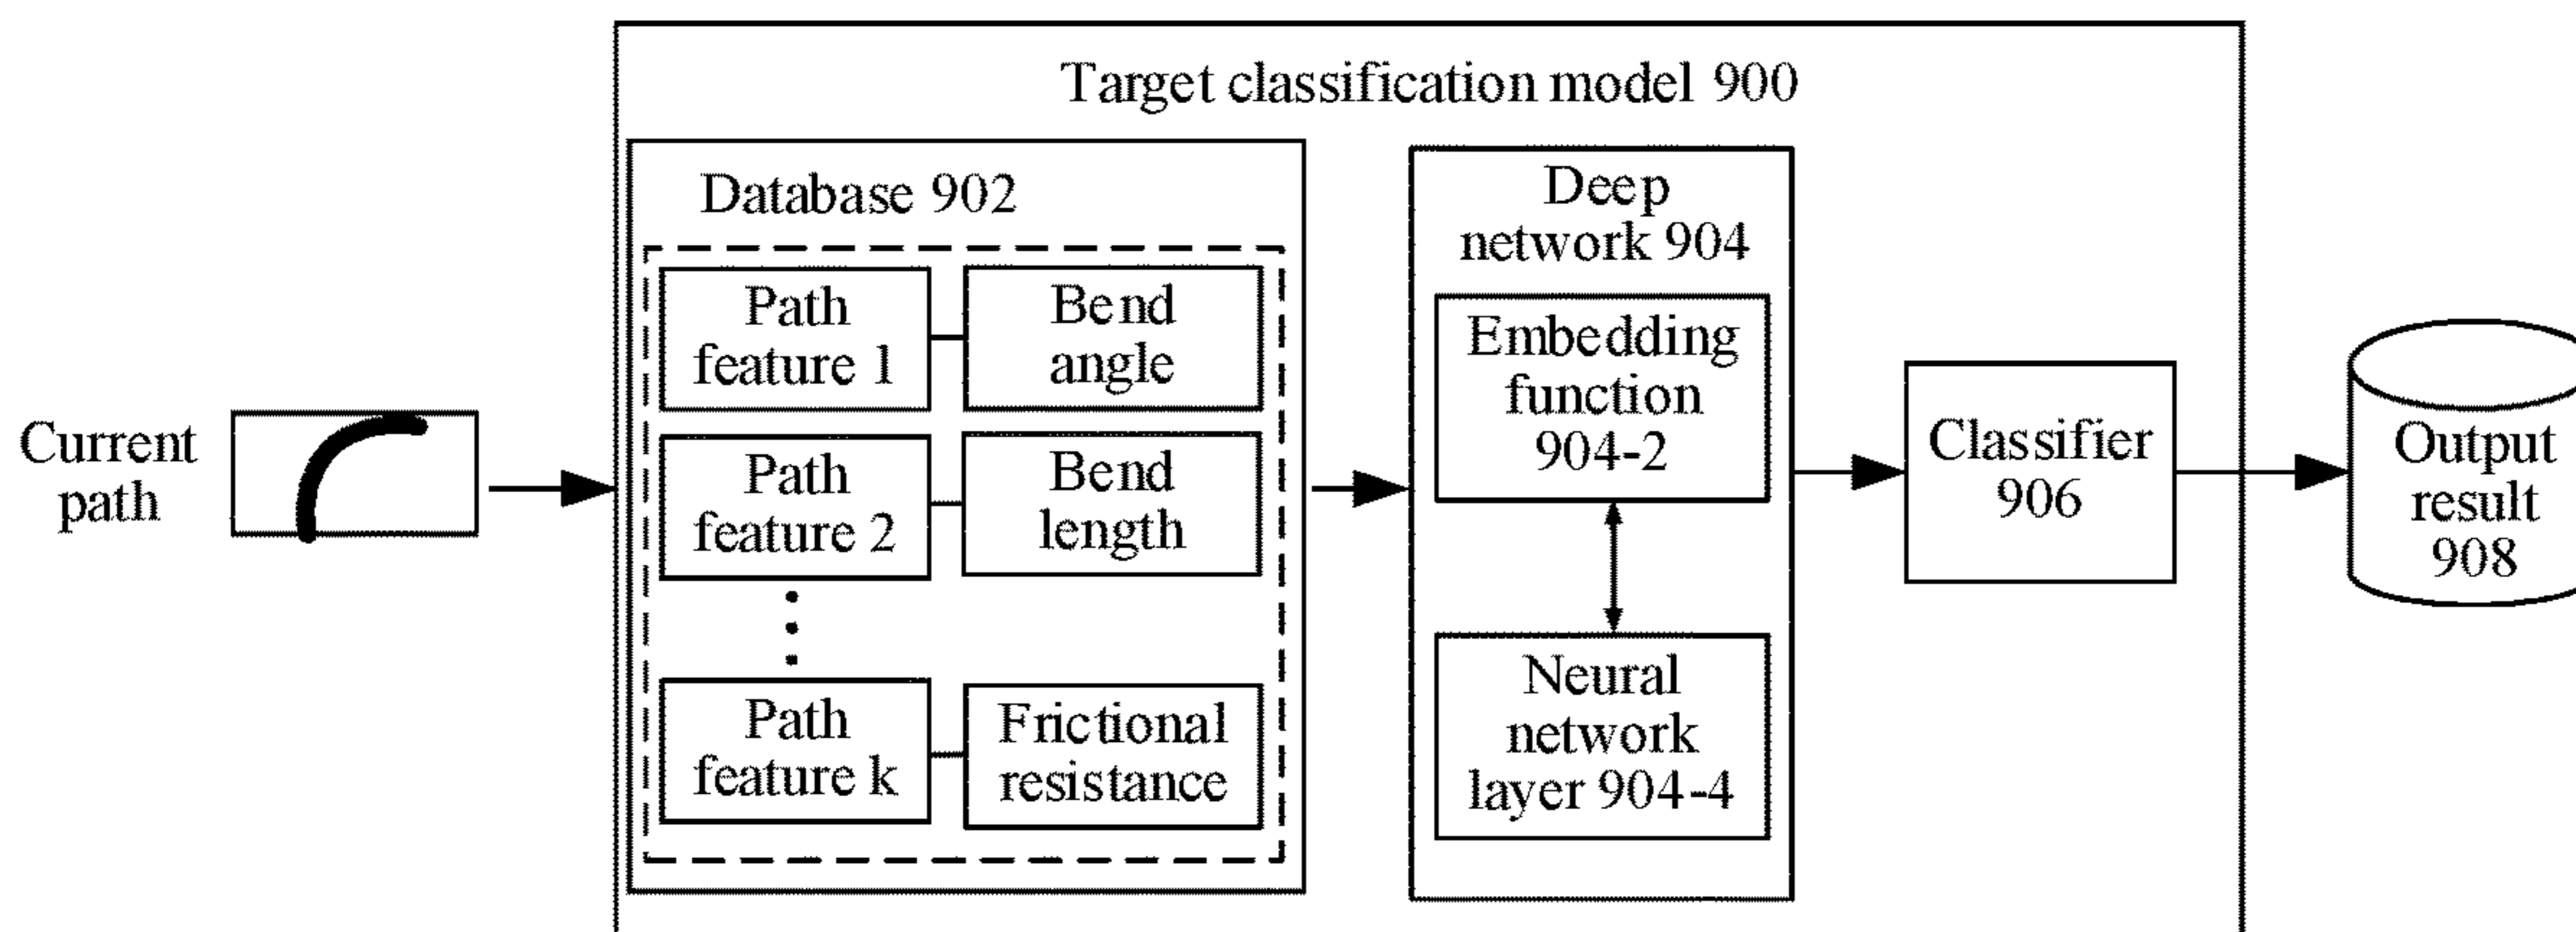 Target classification model 900
Current
path
Database 902
Path
feature 1
Bend
angle
Path
feature 2
Bend
length
Path
feature k
Frictional
resistance
Deep
network 904
Embedding
function
904-2
Neural
network
layer 904-4
Classifier
906
Output
result
908